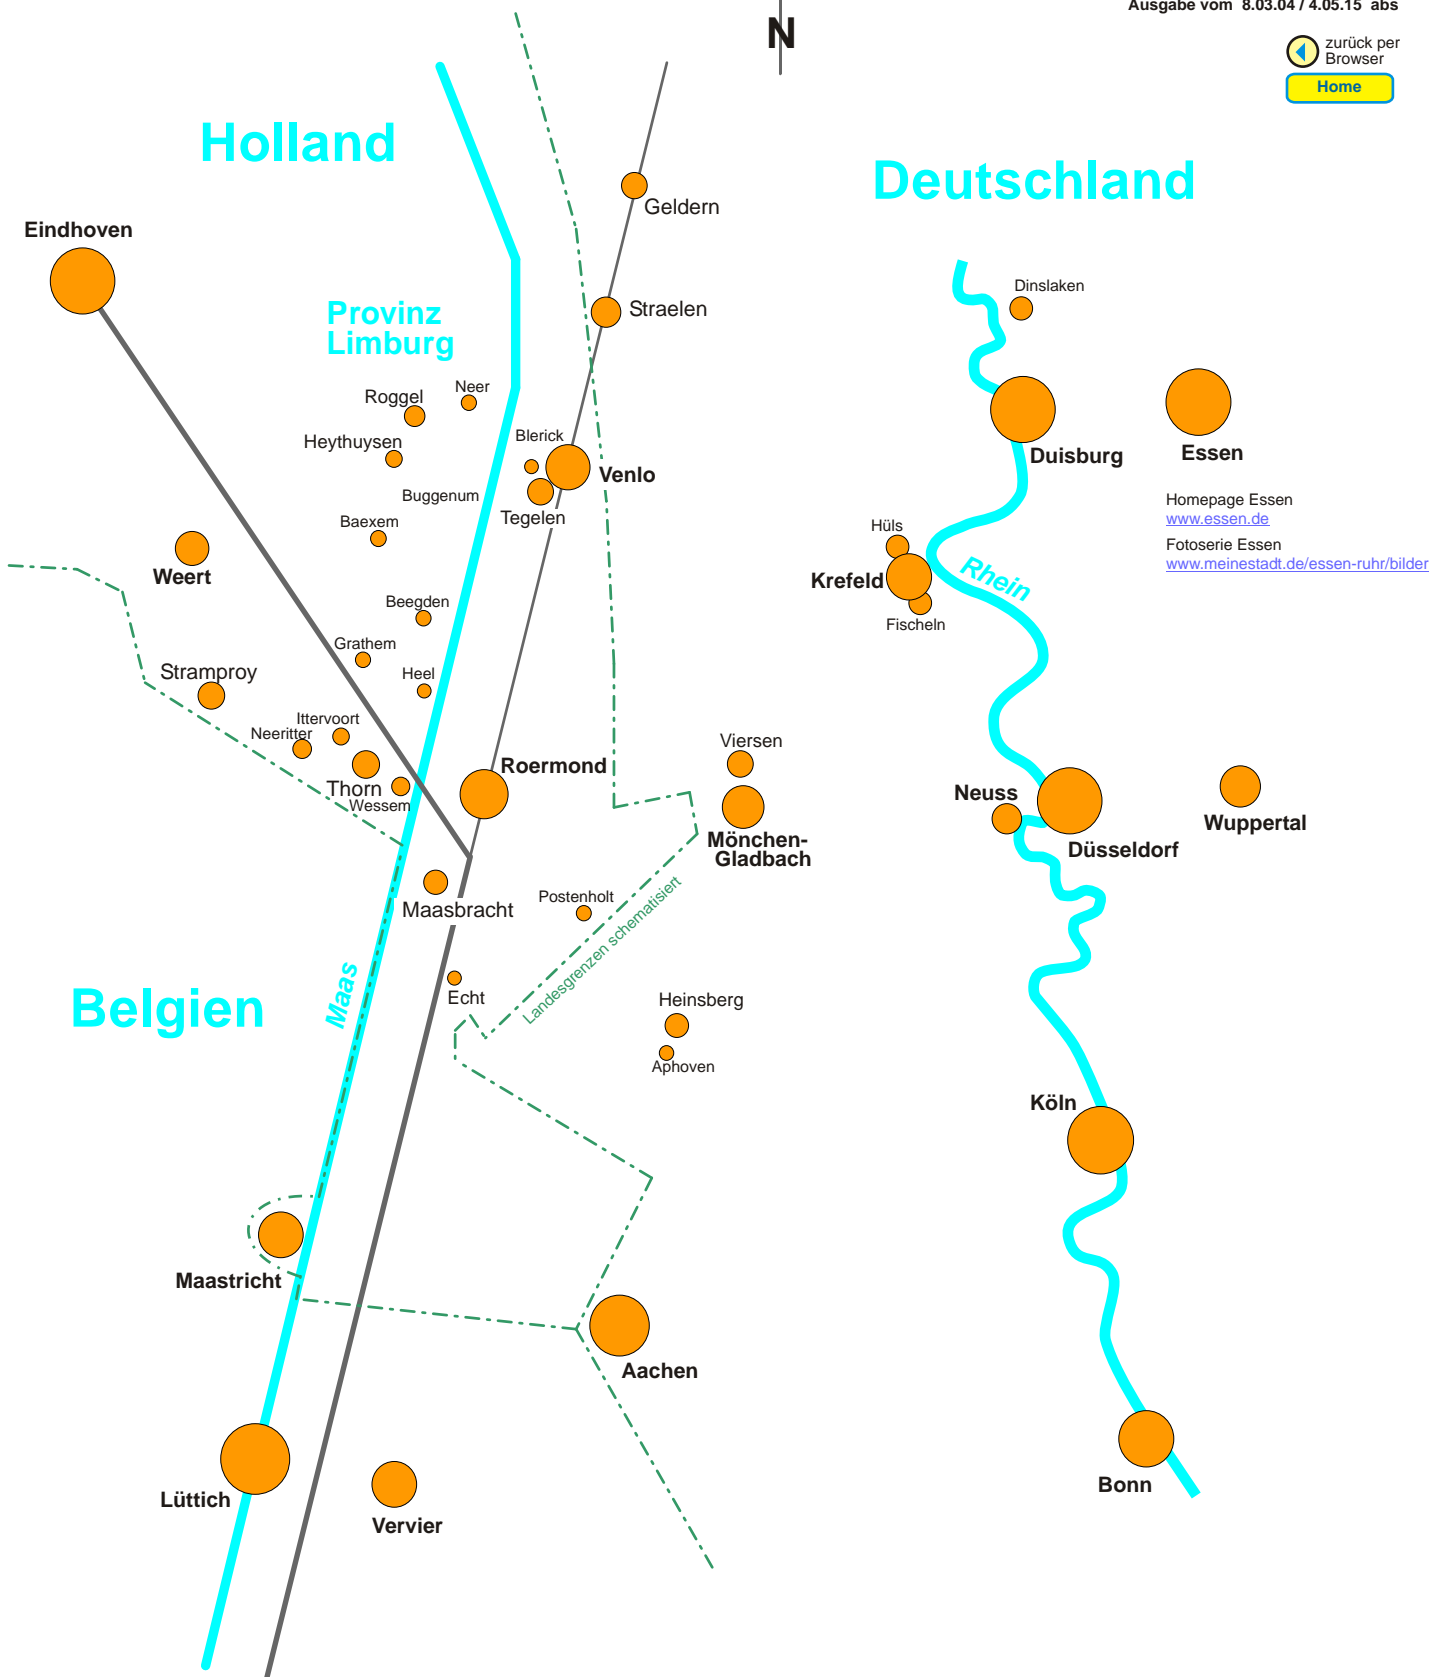 Ausgabe vom 8.03.04 / 4.05.15 abs
N
zurück per
Browser
Home
Holland
Deutschland
Geldern
Eindhoven
Dinslaken
Straelen
Provinz
Limburg
Neer
Roggel
Blerick
Heythuysen
Duisburg
Essen
Venlo
Buggenum
Homepage Essen
www.essen.de
Tegelen
Baexem
Hüls
Fotoserie Essen
www.meinestadt.de/essen-ruhr/bilder
Weert
Krefeld
Rhein
Beegden
Fischeln
Grathem
Stramproy
Heel
Ittervoort
Neeritter
Viersen
Roermond
Thorn
Wessem
Neuss
Wuppertal
Mönchen-
Gladbach
Düsseldorf
Postenholt
Maasbracht
Landesgrenzen schematisiert
Maas
Echt
Belgien
Heinsberg
Aphoven
Köln
Maastricht
Aachen
Lüttich
Bonn
Vervier